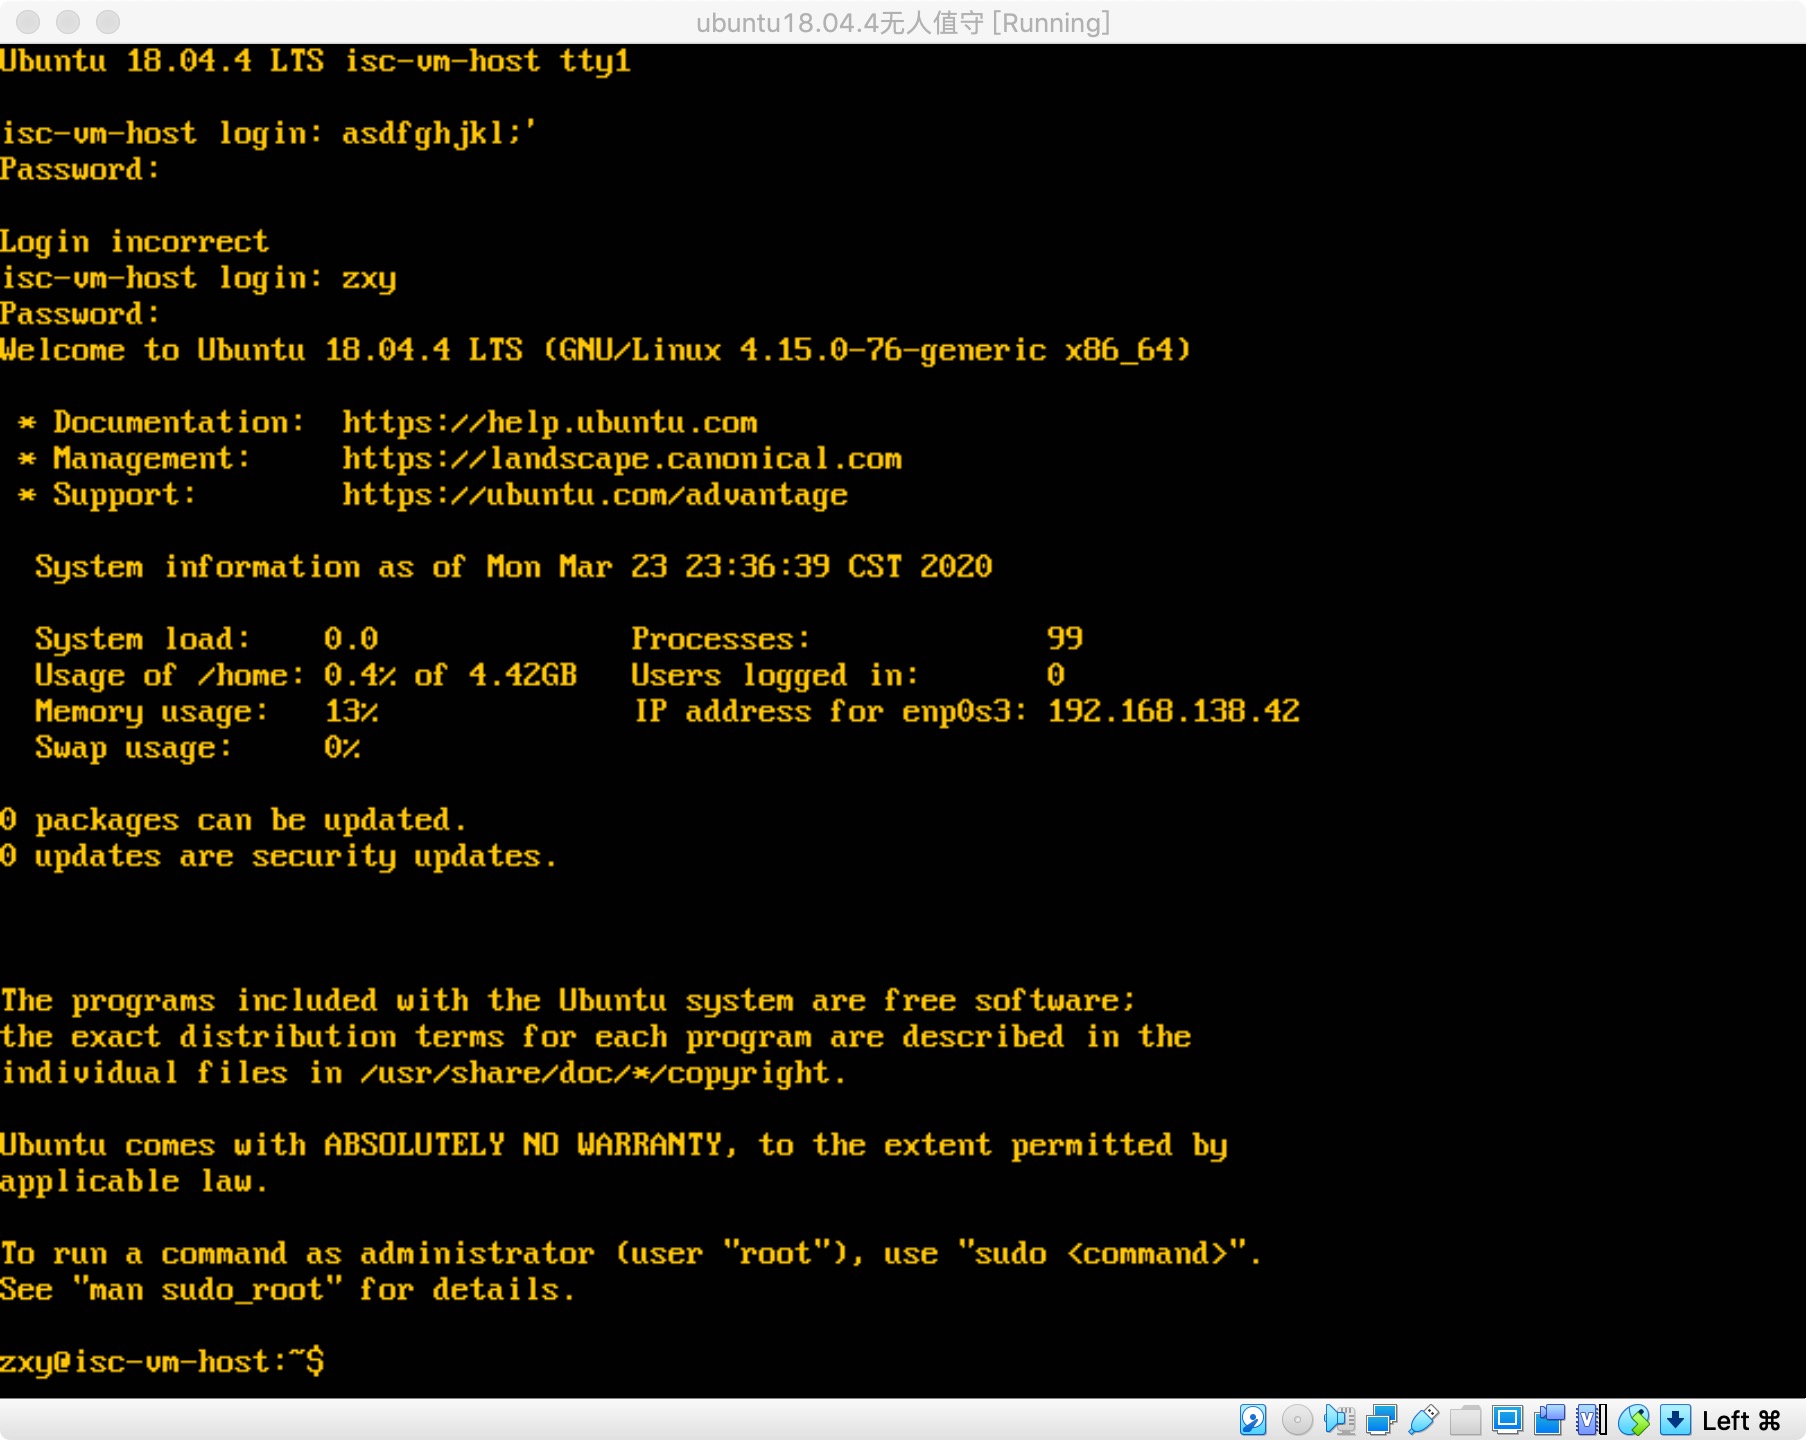 ubuntu18.04.4无人值守 [Running]
Ubuntu 18.04.4 LTS isc-vm-host tty1
isc-vm-host login: asdfghjkl;'
Password:
Login incorrect
isc-vm-host login: zxy
Password:
Welcome to Ubuntu 18.04.4 LTS (GNU/Linux 4.15.0-76-generic x86_64)
* Documentation:  https://help.ubuntu.com
* Management:     https://landscape.canonical.com
* Support:        https://ubuntu.com/advantage
System information as of Mon Mar 23 23:36:39 CST 2020
System load:    0.0               Processes:             99
Usage of /home: 0.4% of 4.42GB   Users logged in:       0
Memory usage:   13%               IP address for enp0s3: 192.168.138.42
Swap usage:     0%
0 packages can be updated.
0 updates are security updates.
The programs included with the Ubuntu system are free software;
the exact distribution terms for each program are described in the
individual files in /usr/share/doc/*/copyright.
Ubuntu comes with ABSOLUTELY NO WARRANTY, to the extent permitted by
applicable law.
To run a command as administrator (user "root"), use "sudo <command>".
See "man sudo_root" for details.
zxy@isc-vm-host:~$
Left ⌘